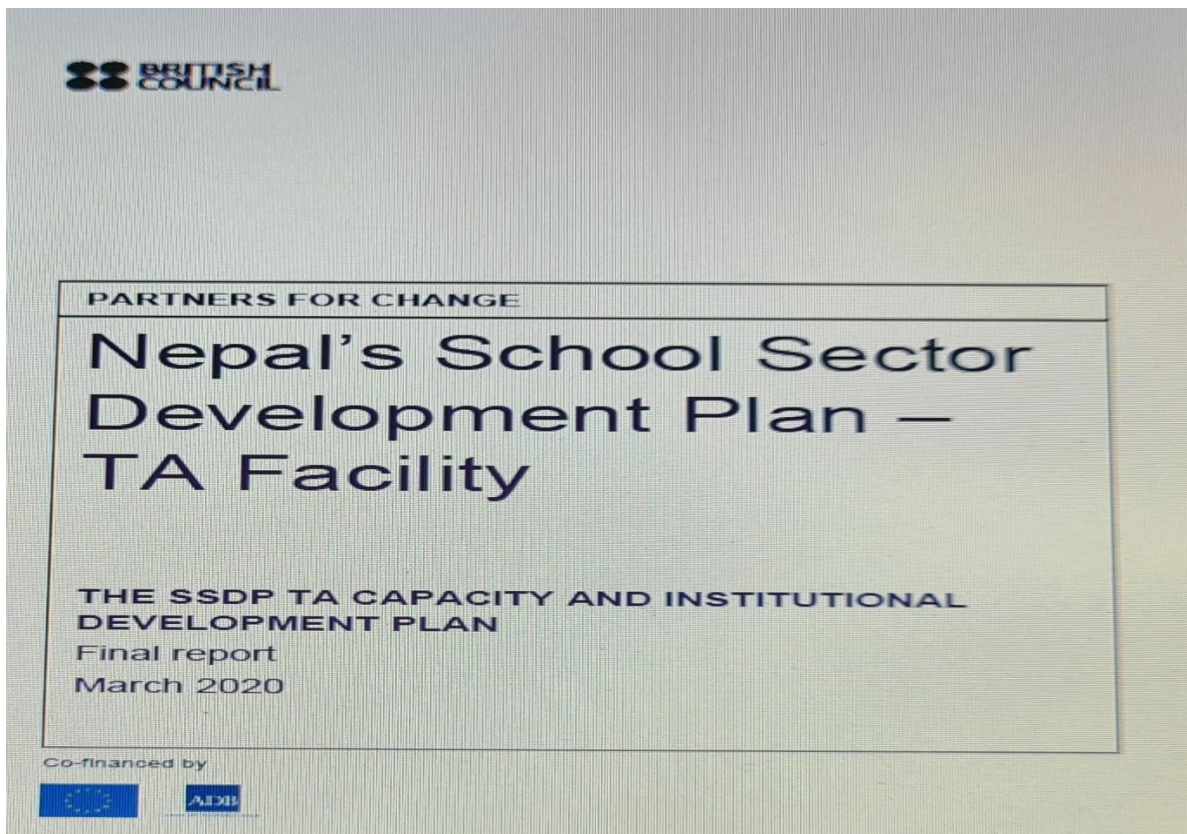 BRITISH
COUNCIL
PARTNERS FOR CHANGE
Nepal's School Sector
Development Plan –
TA Facility
THE SSDP TA CAPACITY AND INSTITUTIONAL
DEVELOPMENT PLAN
Final report
March 2020
Co-financed by
ADB